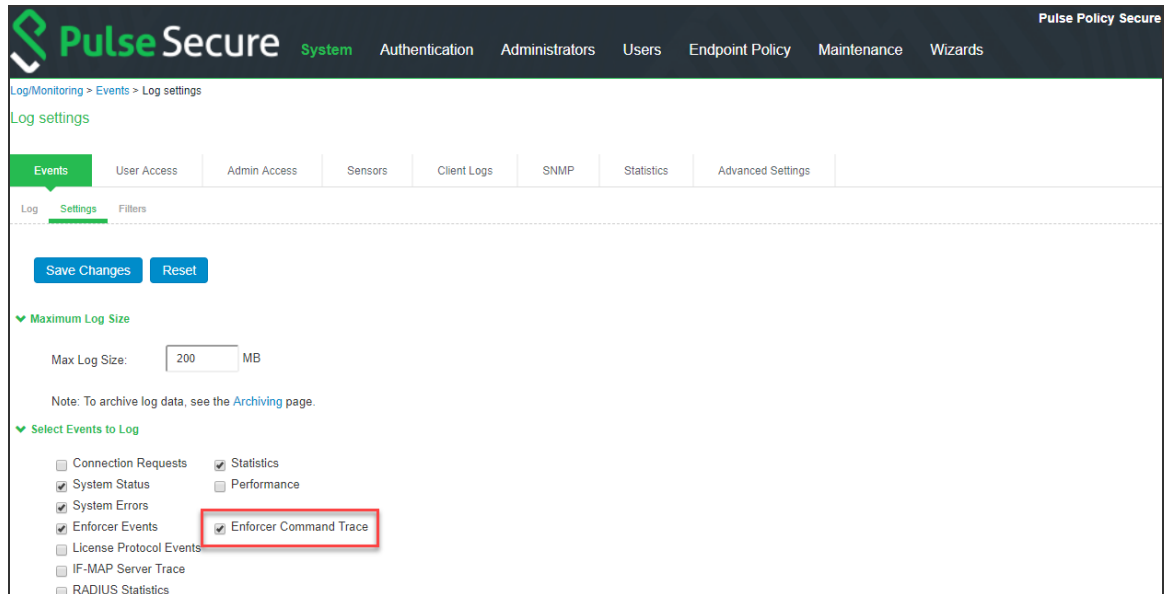 Pulse Policy Secure
Pulse Secure System Authentication Administrators Users Endpoint Policy Maintenance Wizards
Log/Monitoring > Events > Log settings
Log settings
Events User Access Admin Access Sensors Client Logs SNMP Statistics Advanced Settings
Log Settings Filters
Save Changes Reset
Maximum Log Size
Max Log Size: 200 MB
Note: To archive log data, see the Archiving page.
Select Events to Log
Connection Requests Statistics
System Status Performance
System Errors
Enforcer Events Enforcer Command Trace
License Protocol Events
IF-MAP Server Trace
RADIUS Statistics